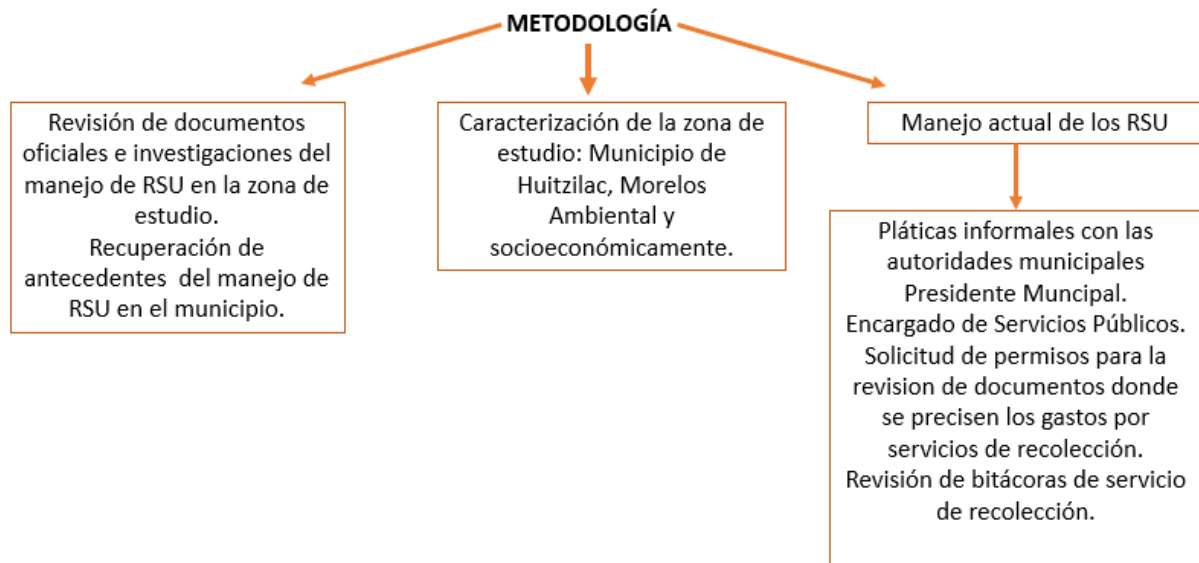 METODOLOGÍA
Revisión de documentos
oficiales e investigaciones del
manejo de RSU en la zona de
estudio.
Recuperación de
antecedentes del manejo de
RSU en el municipio.
Caracterización de la zona de
estudio: Municipio de
Huitzilac, Morelos
Ambiental y
socioeconómicamente.
Manejo actual de los RSU
Pláticas informales con las
autoridades municipales
Presidente Muncipal.
Encargado de Servicios Públicos.
Solicitud de permisos para la
revision de documentos donde
se precisen los gastos por
servicios de recolección.
Revisión de bitácoras de servicio
de recolección.